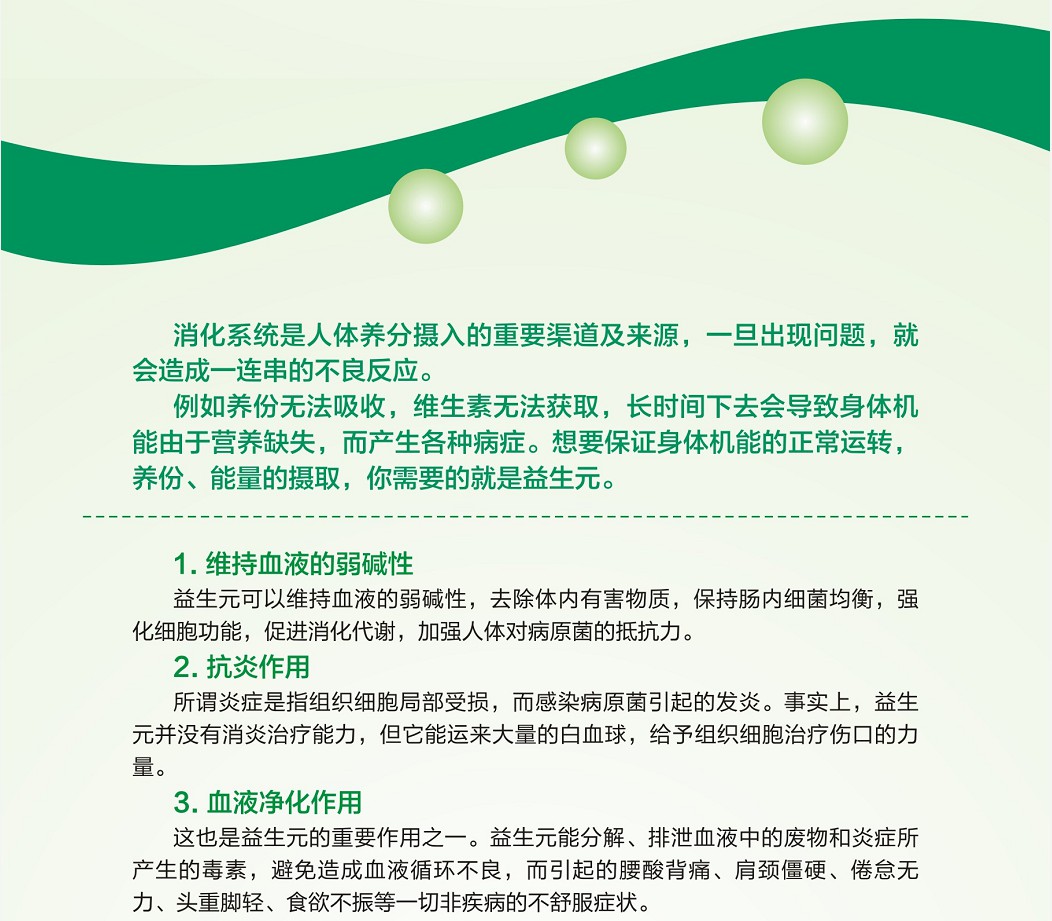 消化系统是人体养分摄入的重要渠道及来源，一旦出现问题，就
会造成一连串的不良反应。
例如养份无法吸收，维生素无法获取，长时间下去会导致身体机
能由于营养缺失，而产生各种病症。想要保证身体机能的正常运转，
养份、能量的摄取，你需要的就是益生元。
1. 维持血液的弱碱性
益生元可以维持血液的弱碱性，去除体内有害物质，保持肠内细菌均衡，强
化细胞功能，促进消化代谢，加强人体对病原菌的抵抗力。
2. 抗炎作用
所谓炎症是指组织细胞局部受损，而感染病原菌引起的发炎。事实上，益生
元并没有消炎治疗能力，但它能运来大量的白血球，给予组织细胞治疗伤口的力
量。
3. 血液净化作用
这也是益生元的重要作用之一。益生元能分解、排泄血液中的废物和炎症所
产生的毒素，避免造成血液循环不良，而引起的腰酸背痛、肩颈僵硬、倦怠无
力、头重脚轻、食欲不振等一切非疾病的不舒服症状。